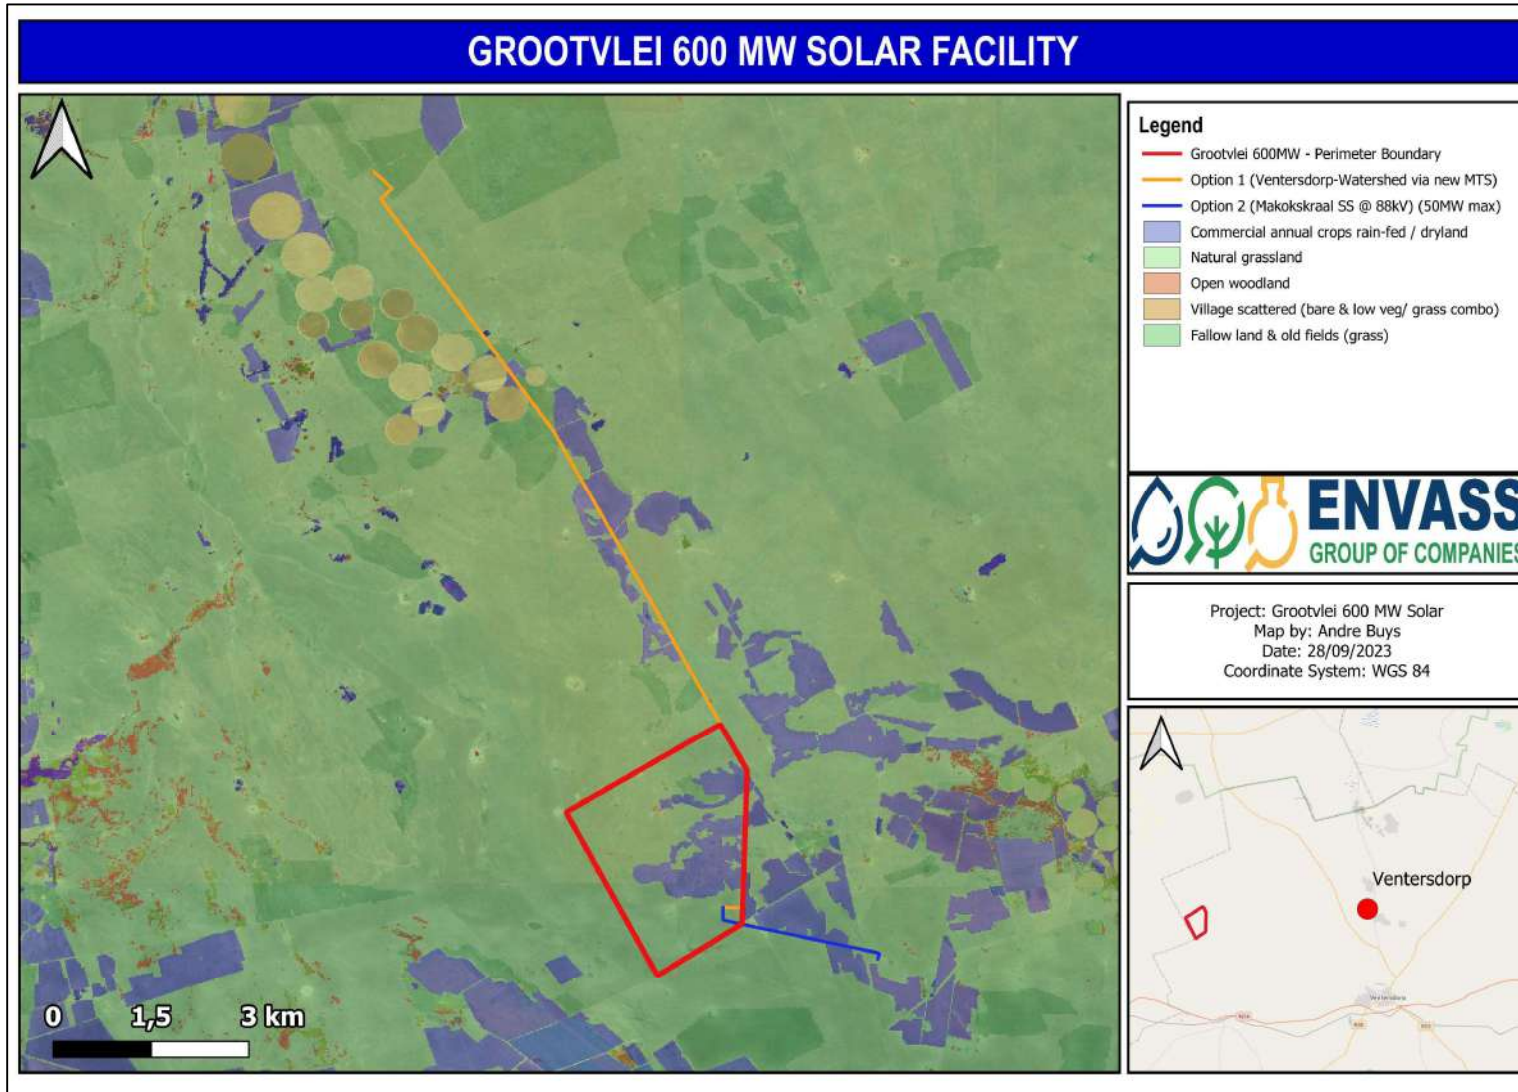 GROOTVLEI 600 MW SOLAR FACILITY
0 1,5 3 km
Legend
Grootvlei 600MW - Perimeter Boundary
Option 1 (Ventersdorp-Watershed via new MTS)
Option 2 (Makokskraal SS @ 88kV) (50MW max)
Commercial annual crops rain-fed / dryland
Natural grassland
Open woodland
Village scattered (bare & low veg/ grass combo)
Fallow land & old fields (grass)
ENVASS
GROUP OF COMPANIES
Project: Grootvlei 600 MW Solar
Map by: Andre Buys
Date: 28/09/2023
Coordinate System: WGS 84
Ventersdorp
Ventersdorp
N14